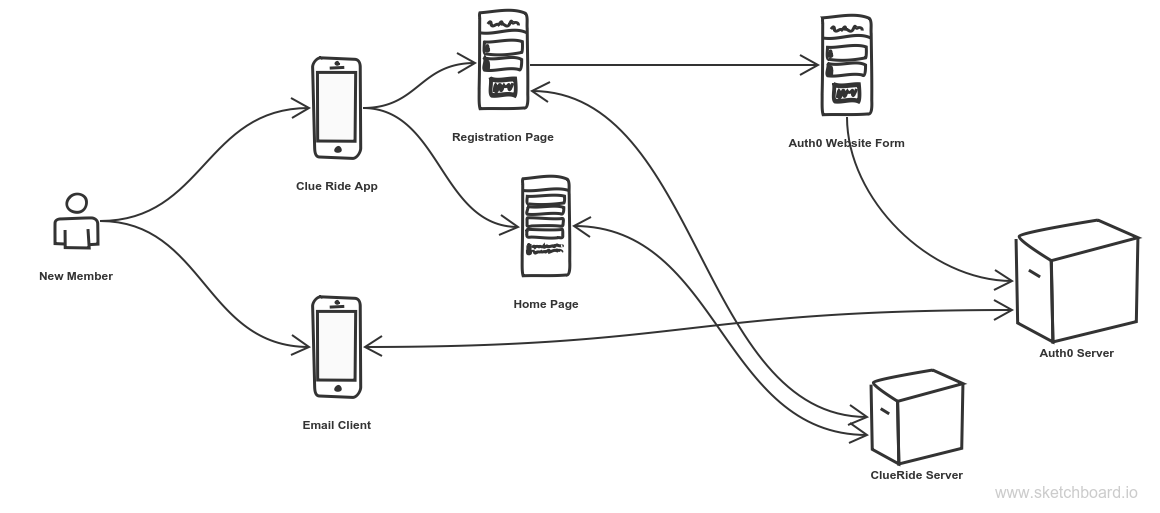 Registration Page
Auth0 Website Form
Clue Ride App
New Member
Home Page
Auth0 Server
Email Client
ClueRide Server
www.sketchboard.io